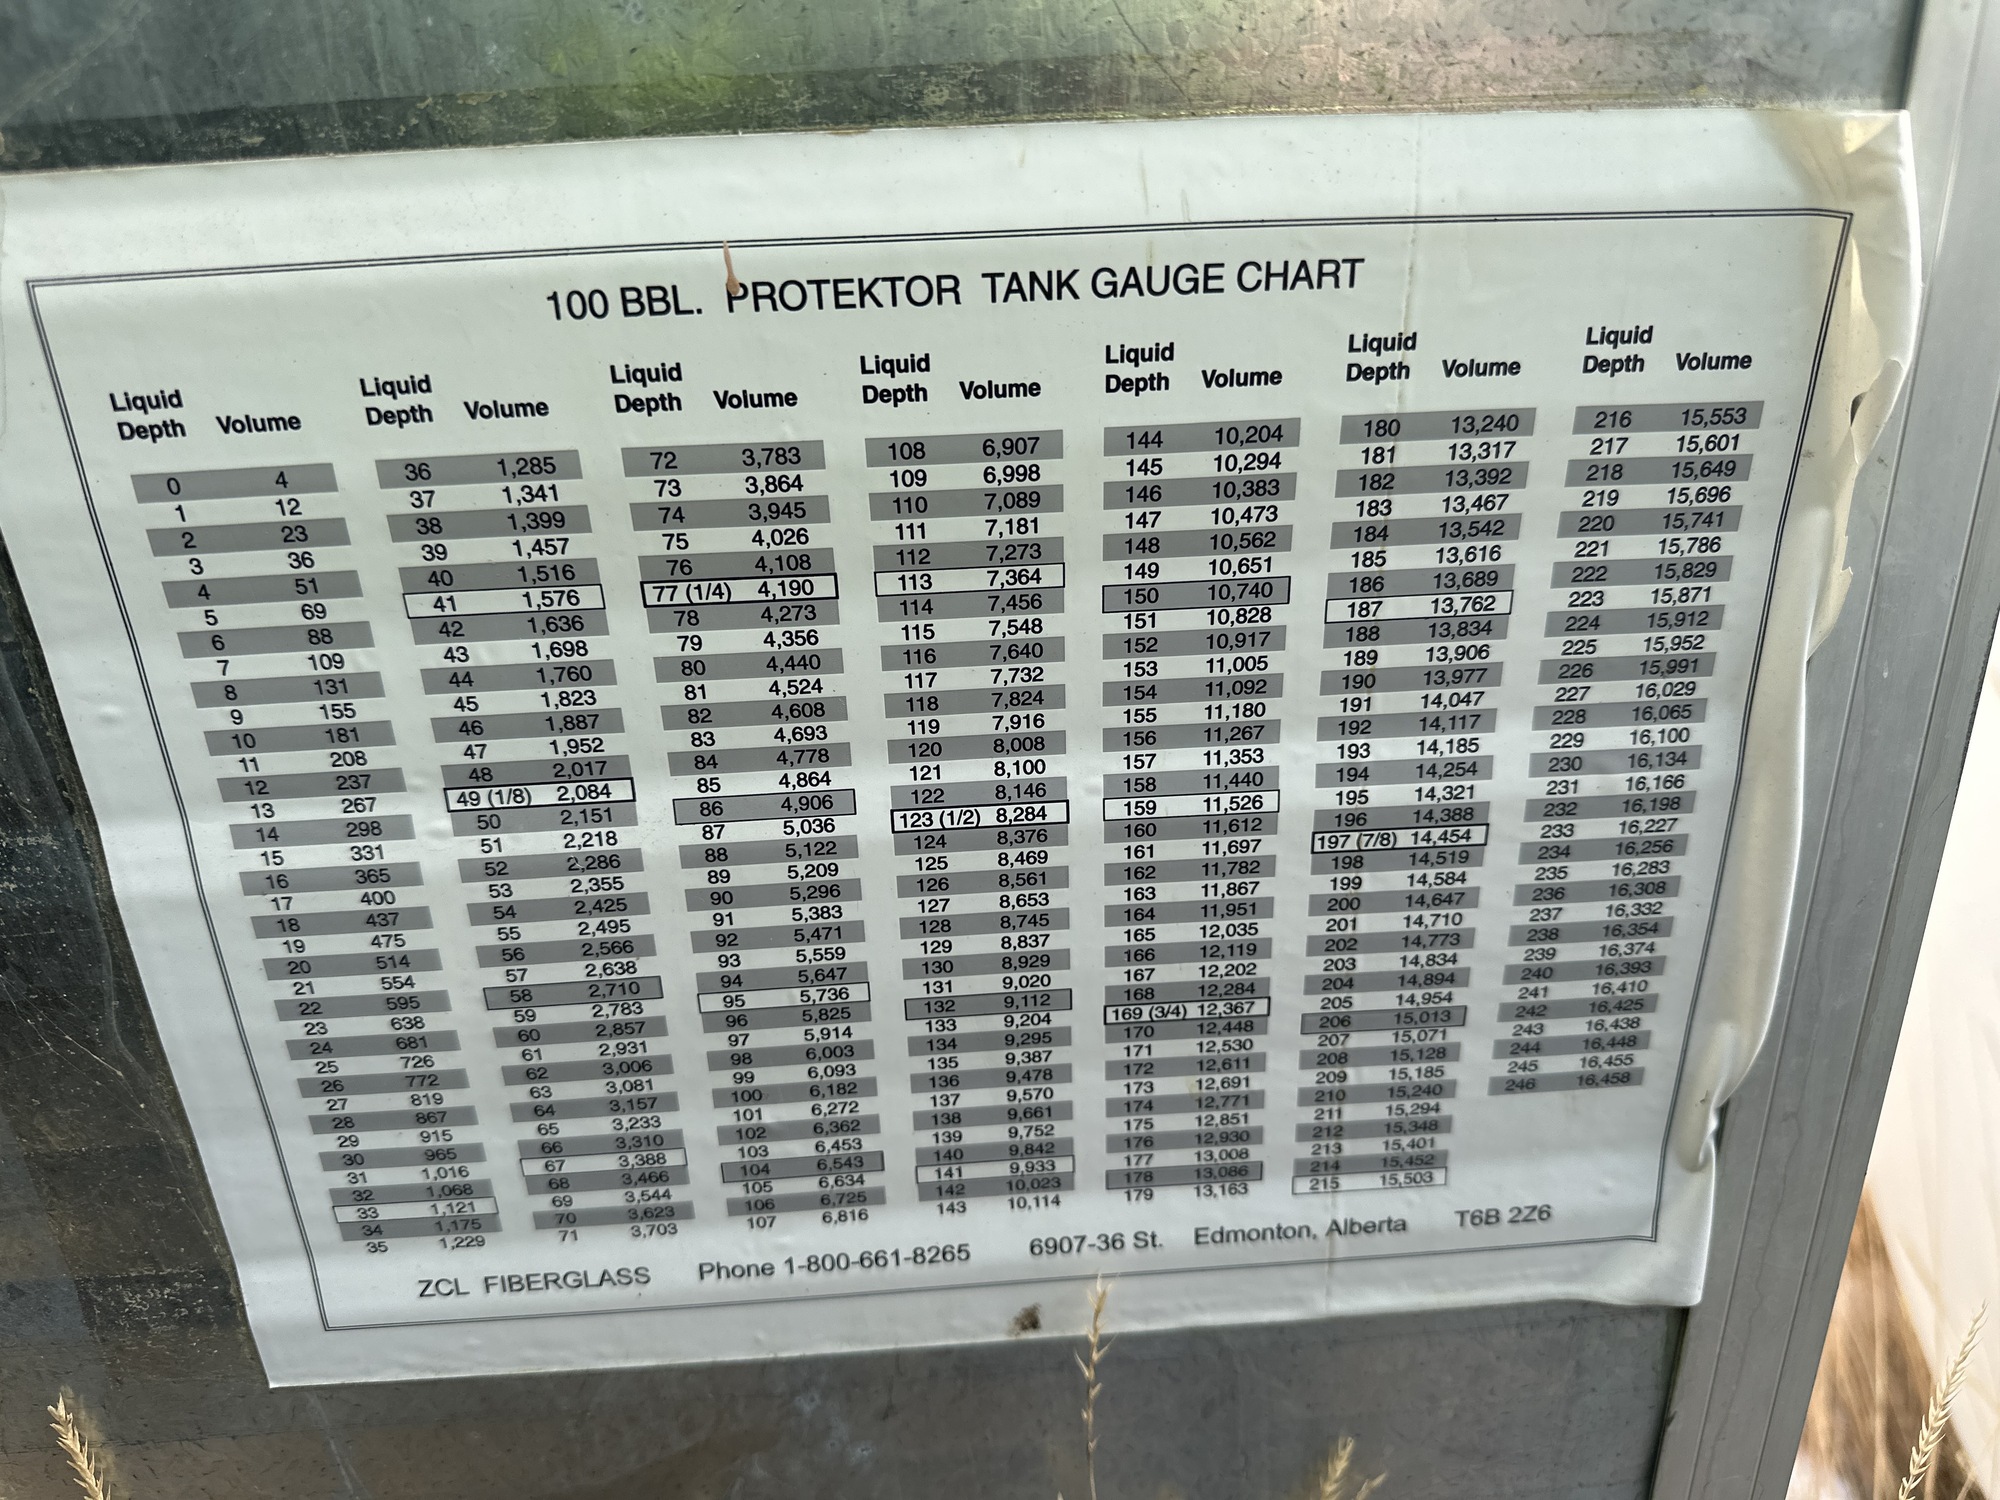 100 BBL. PROTEKTOR TANK GAUGE CHART
Liquid Depth Volume Liquid Depth Volume Liquid Depth Volume Liquid Depth Volume Liquid Depth Volume Liquid Depth Volume Liquid Depth Volume
0 4 36 1,285 72 3,783 108 6,907 144 10,204 180 13,240 216 15,553
1 12 37 1,341 73 3,864 109 6,998 145 10,294 181 13,317 217 15,601
2 23 38 1,399 74 3,945 110 7,089 146 10,383 182 13,392 218 15,649
3 36 39 1,457 75 4,026 111 7,181 147 10,473 183 13,467 219 15,696
4 51 40 1,516 76 4,108 112 7,273 148 10,562 184 13,542 220 15,741
5 69 41 1,576 77 (1/4) 4,190 113 7,364 149 10,651 185 13,616 221 15,786
6 88 42 1,636 78 4,273 114 7,456 150 10,740 186 13,689 222 15,829
7 109 43 1,698 79 4,356 115 7,548 151 10,828 187 13,762 223 15,871
8 131 44 1,760 80 4,440 116 7,640 152 10,917 188 13,834 224 15,912
9 155 45 1,823 81 4,524 117 7,732 153 11,005 189 13,906 225 15,952
10 181 46 1,887 82 4,608 118 7,824 154 11,092 190 13,977 226 15,991
11 208 47 1,952 83 4,693 119 7,916 155 11,180 191 14,047 227 16,029
12 237 48 2,017 84 4,778 120 8,008 156 11,267 192 14,117 228 16,065
13 267 49 (1/8) 2,084 85 4,864 121 8,100 157 11,353 193 14,185 229 16,100
14 298 50 2,151 86 4,906 122 8,146 158 11,440 194 14,254 230 16,134
15 331 51 2,218 87 5,036 123 (1/2) 8,284 159 11,526 195 14,321 231 16,166
16 365 52 2,286 88 5,122 124 8,376 160 11,612 196 14,388 232 16,198
17 400 53 2,355 89 5,209 125 8,469 161 11,697 197 (7/8) 14,454 233 16,227
18 437 54 2,425 90 5,296 126 8,561 162 11,782 198 14,519 234 16,256
19 475 55 2,495 91 5,383 127 8,653 163 11,867 199 14,584 235 16,283
20 514 56 2,566 92 5,471 128 8,745 164 11,951 200 14,647 236 16,308
21 554 57 2,638 93 5,559 129 8,837 165 12,035 201 14,710 237 16,332
22 595 58 2,710 94 5,647 130 8,929 166 12,119 202 14,773 238 16,354
23 638 59 2,783 95 5,736 131 9,020 167 12,202 203 14,834 239 16,374
24 681 60 2,857 96 5,825 132 9,112 168 12,284 204 14,894 240 16,393
25 726 61 2,931 97 5,914 133 9,204 169 (3/4) 12,367 205 14,954 241 16,410
26 772 62 3,006 98 6,003 134 9,295 170 12,448 206 15,013 242 16,425
27 819 63 3,081 99 6,093 135 9,387 171 12,530 207 15,071 243 16,438
28 867 64 3,157 100 6,182 136 9,478 172 12,611 208 15,128 244 16,448
29 915 65 3,233 101 6,272 137 9,570 173 12,691 209 15,185 245 16,455
30 965 66 3,310 102 6,362 138 9,661 174 12,771 210 15,240 246 16,458
31 1,016 67 3,388 103 6,453 139 9,752 175 12,851 211 15,294
32 1,068 68 3,466 104 6,543 140 9,842 176 12,930 212 15,348
33 1,121 69 3,544 105 6,634 141 9,933 177 13,008 213 15,401
34 1,175 70 3,623 106 6,725 142 10,023 178 13,086 214 15,452
35 1,229 71 3,703 107 6,816 143 10,114 179 13,163 215 15,503
ZCL FIBERGLASS Phone 1-800-661-8265 6907-36 St. Edmonton, Alberta T6B 2Z6